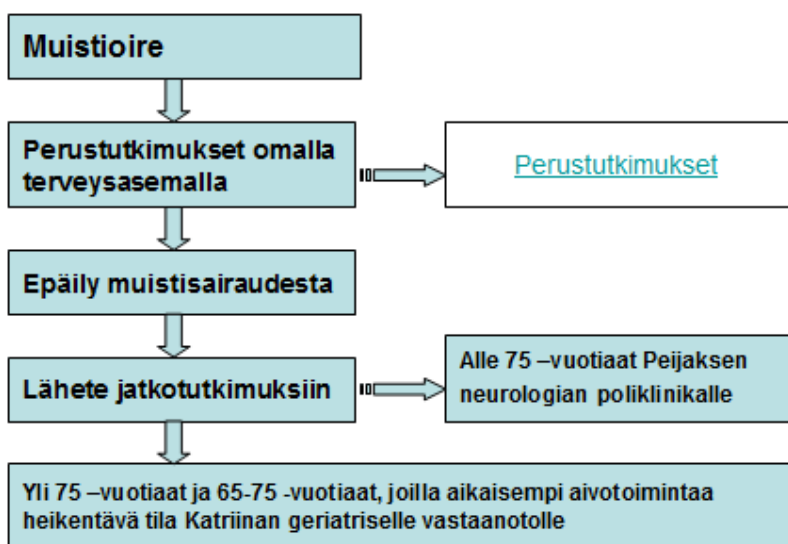 Muistioire
Perustutkimukset omalla
terveysasemalla
Perustutkimukset
Epäily muistisairaudesta
Lähete jatkotutkimuksiin
Alle 75 –vuotiaat Peijaksen
neurologian poliklinikalle
Yli 75 –vuotiaat ja 65-75 -vuotiaat, joilla aikaisempi aivotoimintaa
heikentävä tila Katriinan geriatriselle vastaanotolle